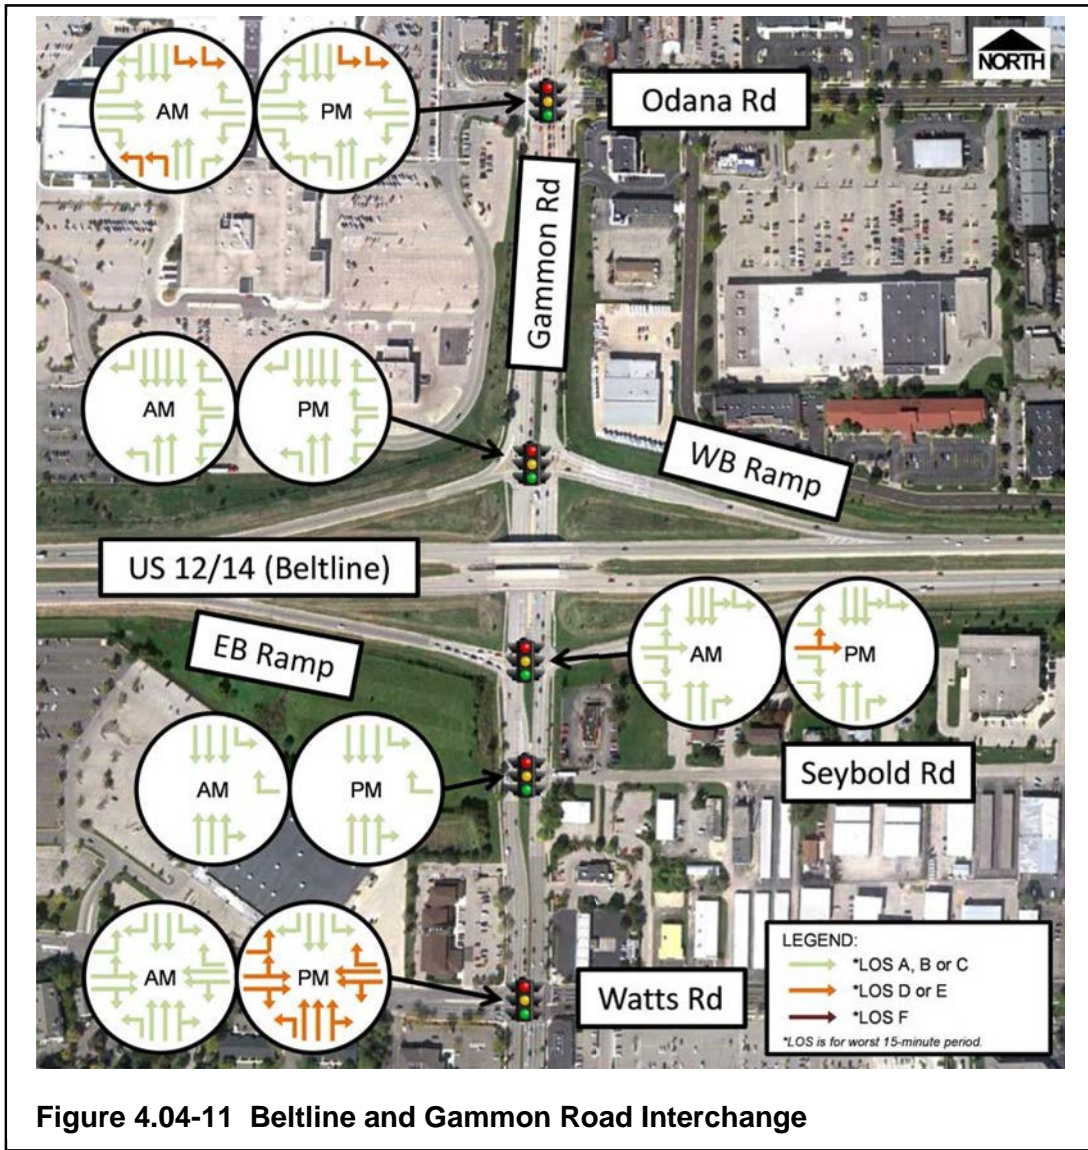 NORTH
AM
PM
Odana Rd
Gammon Rd
AM
PM
WB Ramp
US 12/14 (Beltline)
EB Ramp
AM
PM
AM
PM
Seybold Rd
AM
PM
Watts Rd
LEGEND:
*LOS A, B or C
*LOS D or E
*LOS F
*LOS is for worst 15-minute period.
Figure 4.04-11 Beltline and Gammon Road Interchange